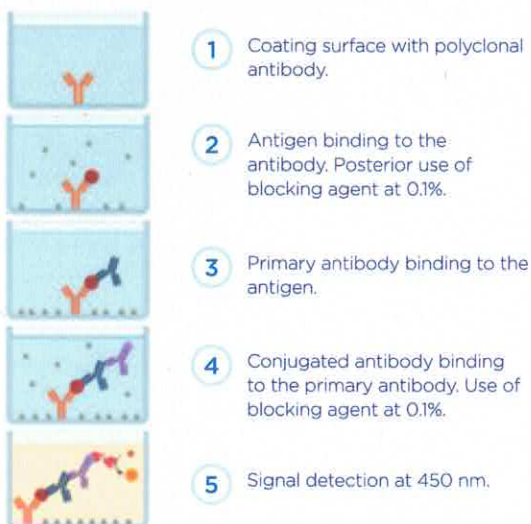 1 Coating surface with polyclonal
antibody.
2 Antigen binding to the
antibody. Posterior use of
blocking agent at 0.1%.
3 Primary antibody binding to the
antigen.
4 Conjugated antibody binding
to the primary antibody. Use of
blocking agent at 0.1%.
5 Signal detection at 450 nm.